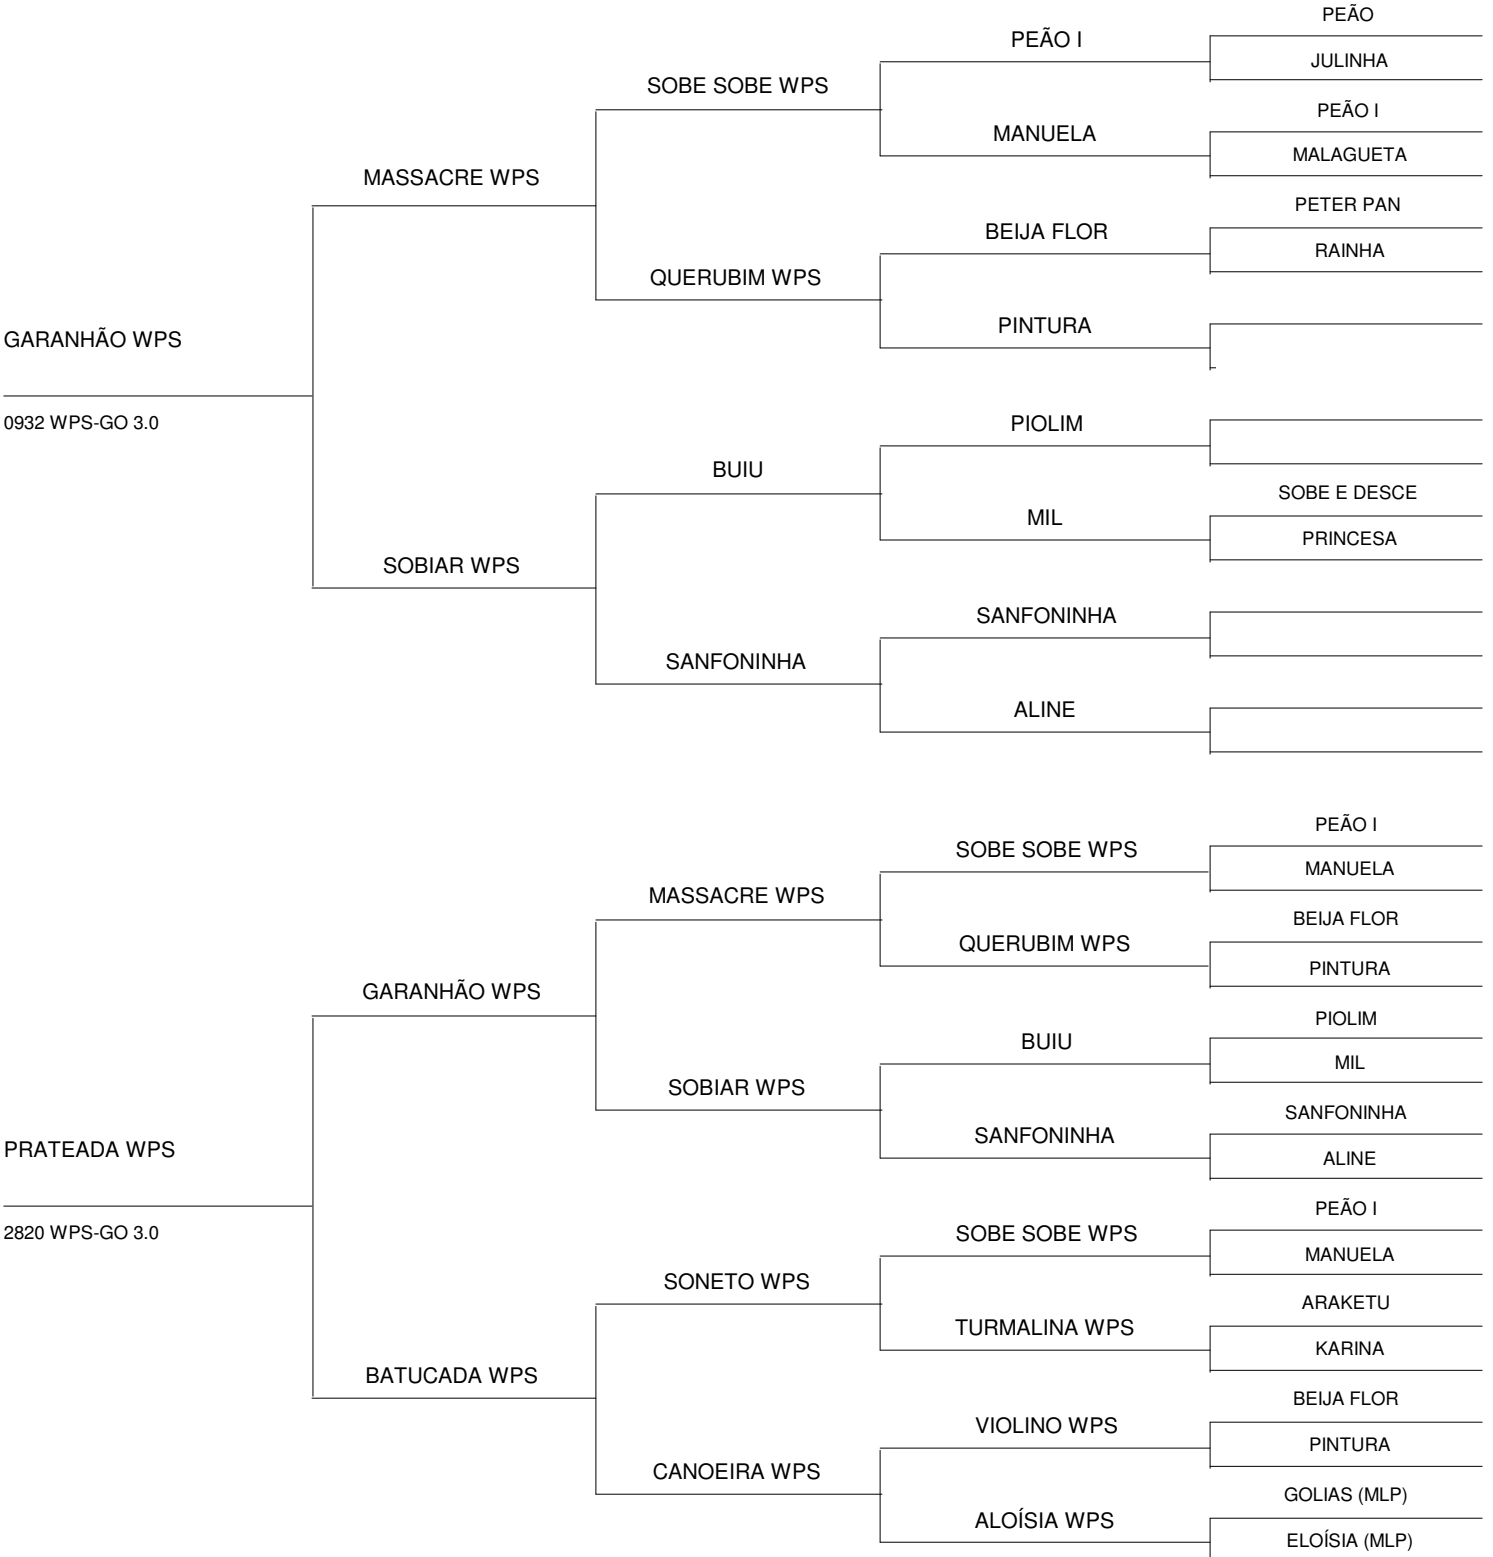 PEÃO
PEÃO I
JULINHA
SOBE SOBE WPS
PEÃO I
MANUELA
MALAGUETA
MASSACRE WPS
PETER PAN
BEIJA FLOR
RAINHA
QUERUBIM WPS
PINTURA
GARANHÃO WPS
0932 WPS-GO 3.0
PIOLIM
BUIU
SOBE E DESCE
MIL
PRINCESA
SOBIAR WPS
SANFONINHA
SANFONINHA
ALINE
PEÃO I
SOBE SOBE WPS
MANUELA
MASSACRE WPS
BEIJA FLOR
QUERUBIM WPS
PINTURA
GARANHÃO WPS
PIOLIM
BUIU
MIL
SOBIAR WPS
SANFONINHA
SANFONINHA
ALINE
PRATEADA WPS
2820 WPS-GO 3.0
PEÃO I
SOBE SOBE WPS
MANUELA
SONETO WPS
ARAKETU
TURMALINA WPS
KARINA
BATUCADA WPS
BEIJA FLOR
VIOLINO WPS
PINTURA
CANOEIRA WPS
GOLIAS (MLP)
ALOÍSIA WPS
ELOÍSIA (MLP)